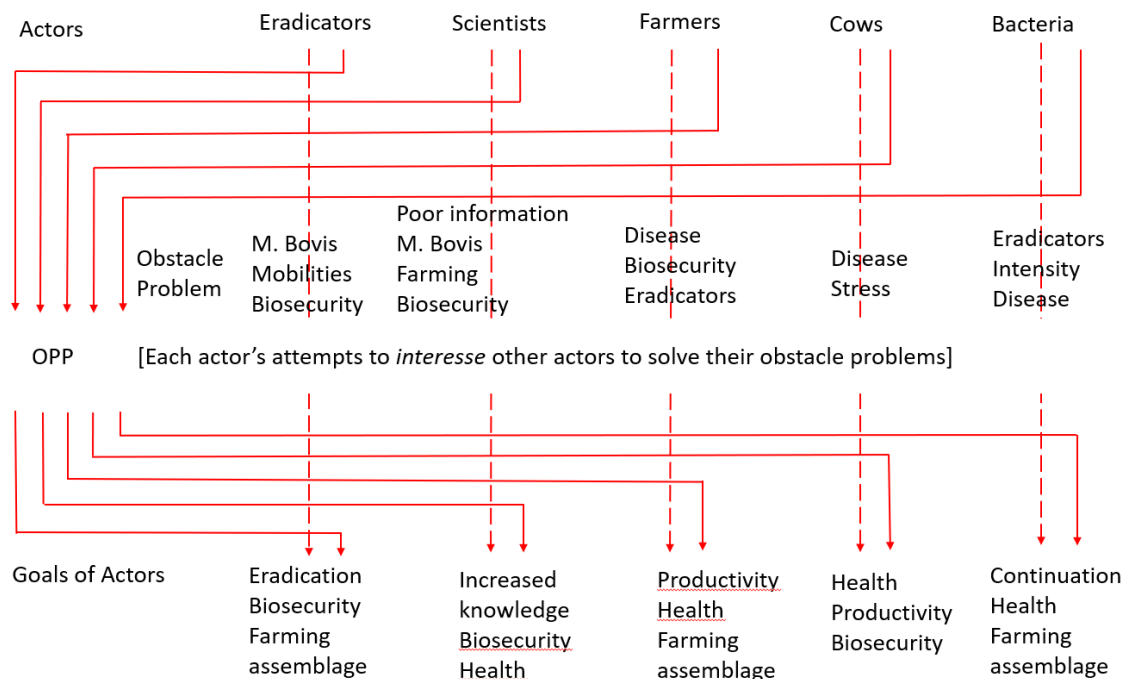 Actors
Eradicators
Scientists
Farmers
Cows
Bacteria
Obstacle
Problem
M. Bovis
Mobilities
Biosecurity
Poor information
M. Bovis
Farming
Biosecurity
Disease
Biosecurity
Eradicators
Disease
Stress
Eradicators
Intensity
Disease
OPP
[Each actor’s attempts to interesse other actors to solve their obstacle problems]
Goals of Actors
Eradication
Biosecurity
Farming
assemblage
Increased
knowledge
Biosecurity
Health
Productivity
Health
Farming
assemblage
Health
Productivity
Biosecurity
Continuation
Health
Farming
assemblage